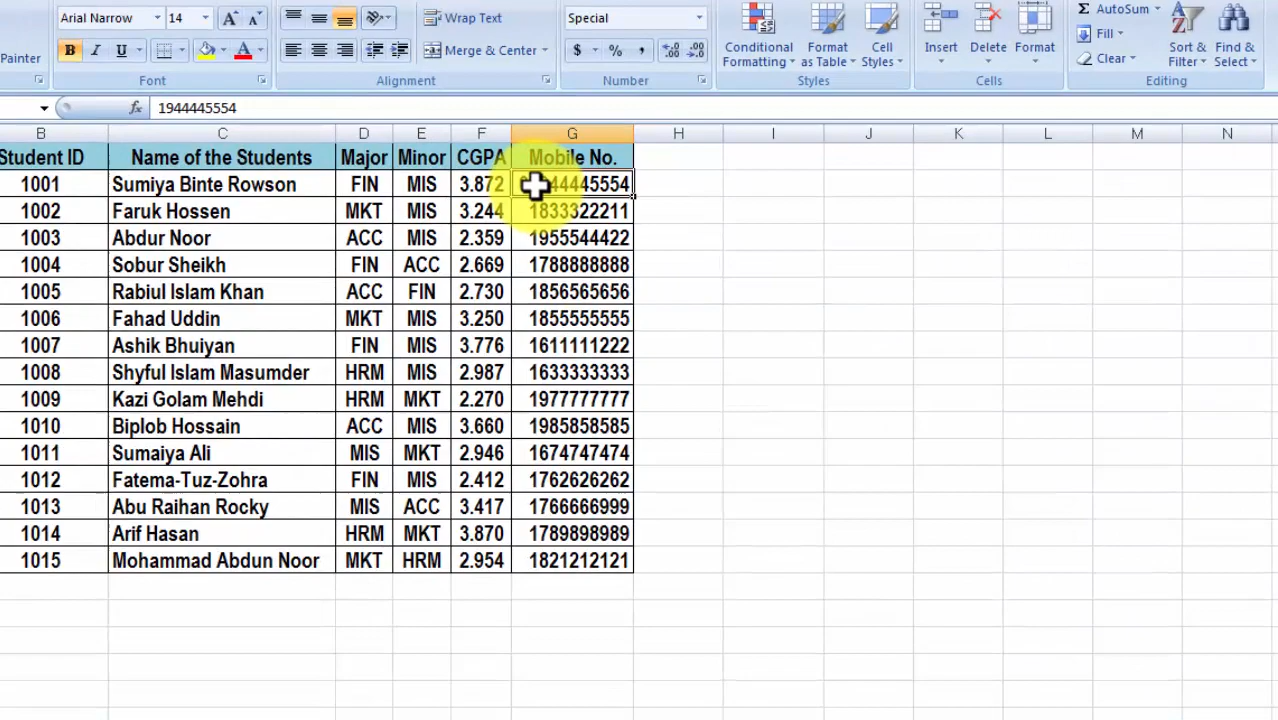 Arial Narrow 14 Wrap Text Special AutoSum
Painter B I U Merge & Center $ % , Conditional Formatting Format as Table Cell Styles Insert Delete Format Fill Clear Sort & Filter Find & Select
Font Alignment Number Styles Cells Editing
fx 1944445554
B C D E F G H I J K L M N
Student ID Name of the Students Major Minor CGPA Mobile No.
1001 Sumiya Binte Rowson FIN MIS 3.872
1002 Faruk Hossen MKT MIS 3.244 1833322211
1003 Abdur Noor ACC MIS 2.359 1955544422
1004 Sobur Sheikh FIN ACC 2.669 1788888888
1005 Rabiul Islam Khan ACC FIN 2.730 1856565656
1006 Fahad Uddin MKT MIS 3.250 1855555555
1007 Ashik Bhuiyan FIN MIS 3.776 1611111222
1008 Shyful Islam Masumder HRM MIS 2.987 1633333333
1009 Kazi Golam Mehdi HRM MKT 2.270 1977777777
1010 Biplob Hossain ACC MIS 3.660 1985858585
1011 Sumaiya Ali MIS MKT 2.946 1674747474
1012 Fatema-Tuz-Zohra FIN MIS 2.412 1762626262
1013 Abu Raihan Rocky MIS ACC 3.417 1766666999
1014 Arif Hasan HRM MKT 3.870 1789898989
1015 Mohammad Abdun Noor MKT HRM 2.954 1821212121